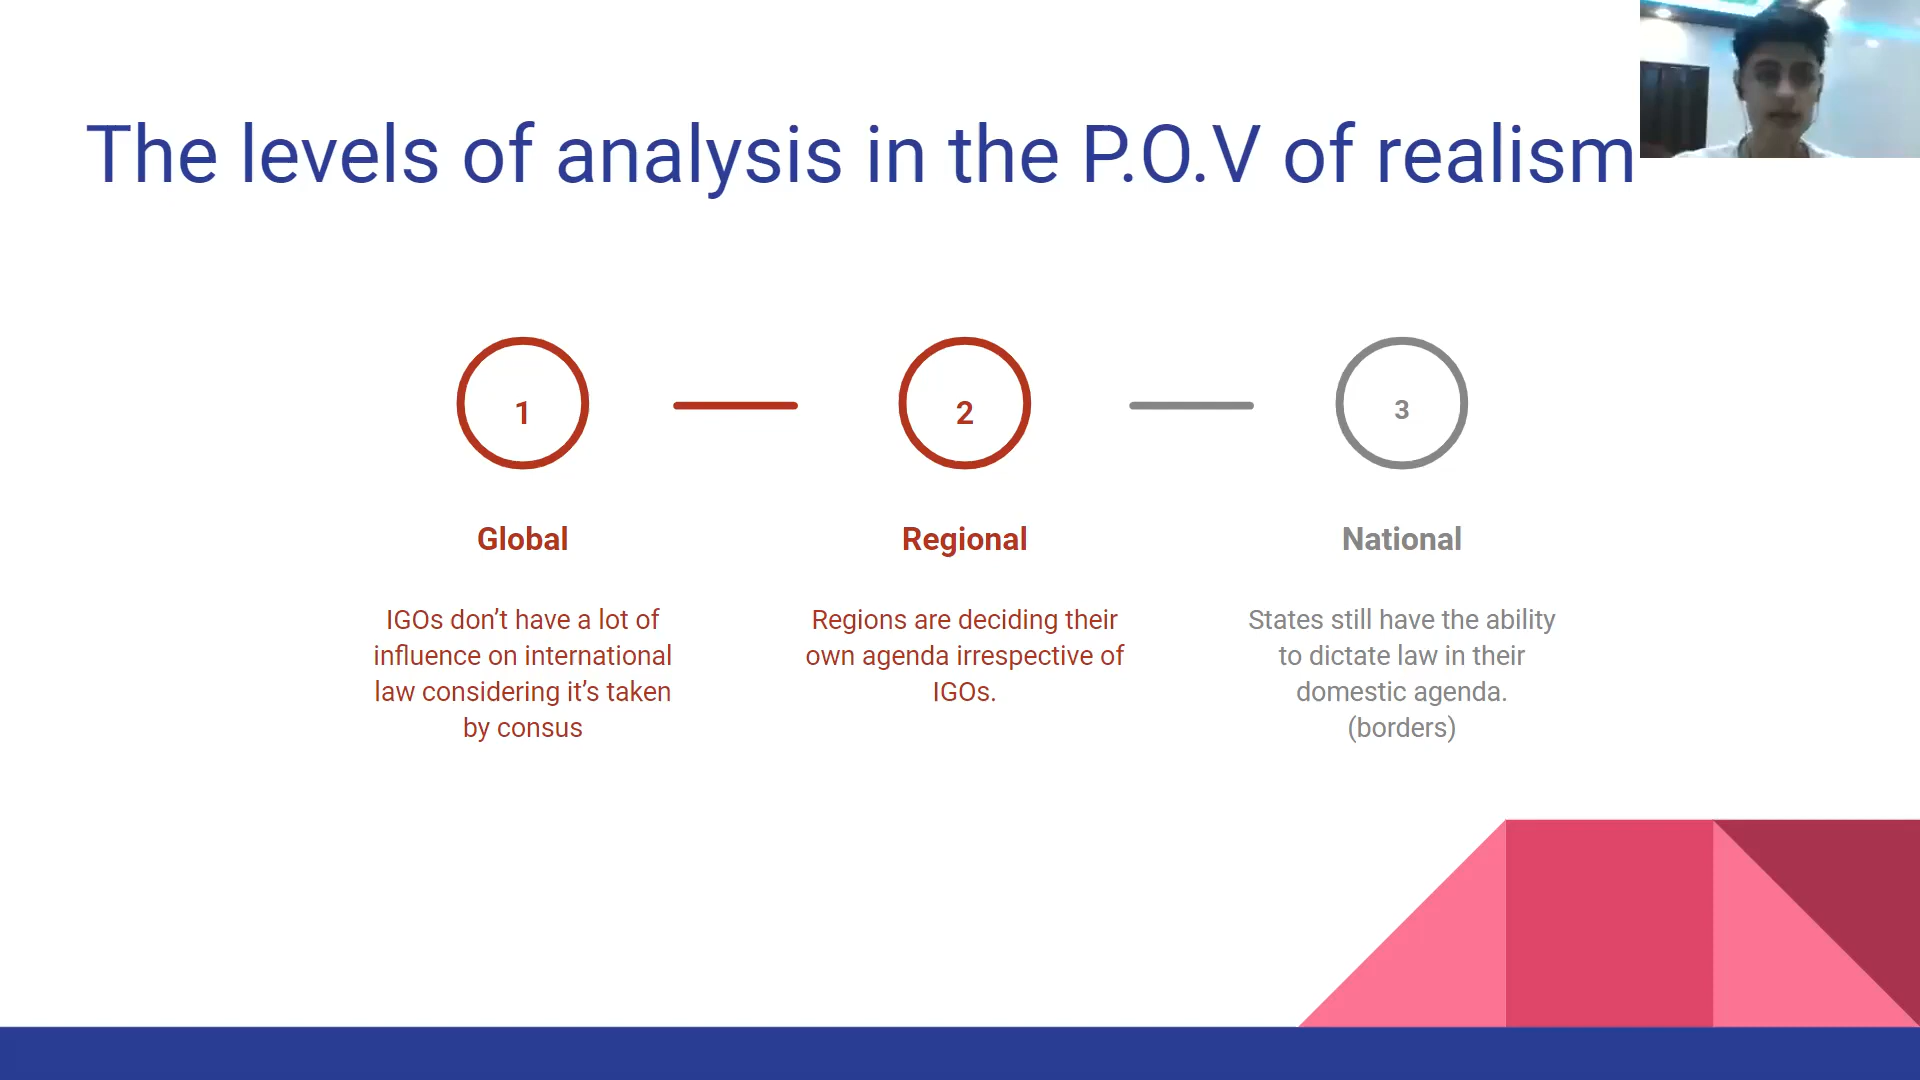 The levels of analysis in the P.O.V of realism
1
2
3
Global
IGOs don’t have a lot of
influence on international
law considering it’s taken
by consus
Regional
Regions are deciding their
own agenda irrespective of
IGOs.
National
States still have the ability
to dictate law in their
domestic agenda.
(borders)